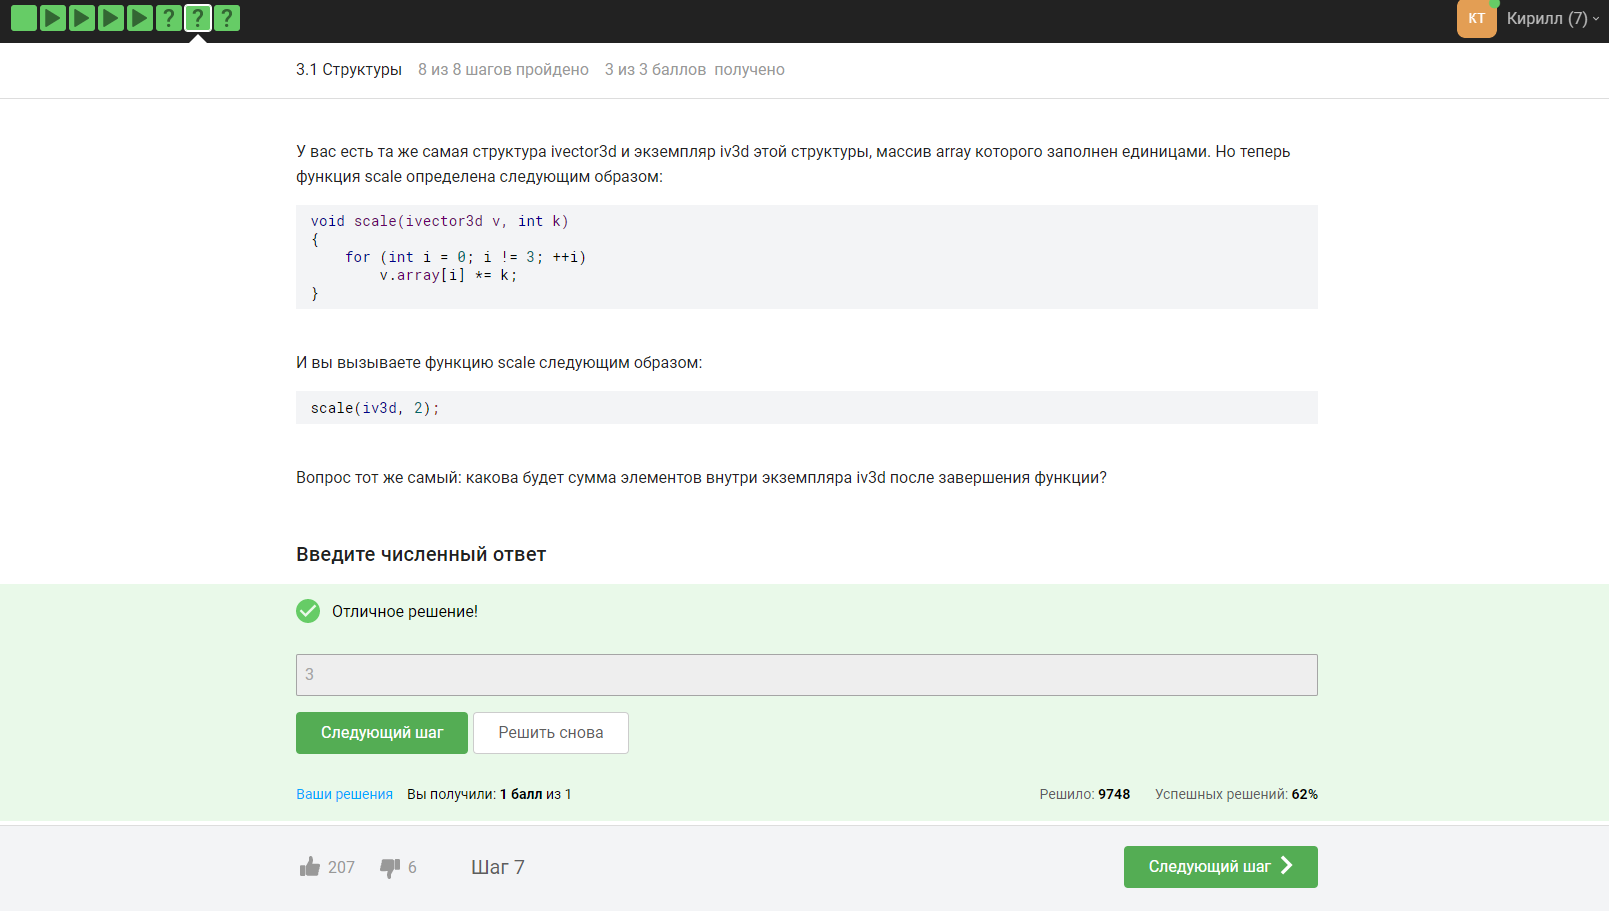 ? ? ?
КТ Кирилл (7)
3.1 Структуры 8 из 8 шагов пройдено 3 из 3 баллов получено
У вас есть та же самая структура ivector3d и экземпляр iv3d этой структуры, массив array которого заполнен единицами. Но теперь
функция scale определена следующим образом:
void scale(ivector3d v, int k)
{
    for (int i = 0; i != 3; ++i)
        v.array[i] *= k;
}
И вы вызываете функцию scale следующим образом:
scale(iv3d, 2);
Вопрос тот же самый: какова будет сумма элементов внутри экземпляра iv3d после завершения функции?
Введите численный ответ
Отличное решение!
3
Следующий шаг Решить снова
Ваши решения Вы получили: 1 балл из 1 Решило: 9748 Успешных решений: 62%
207 6 Шаг 7 Следующий шаг